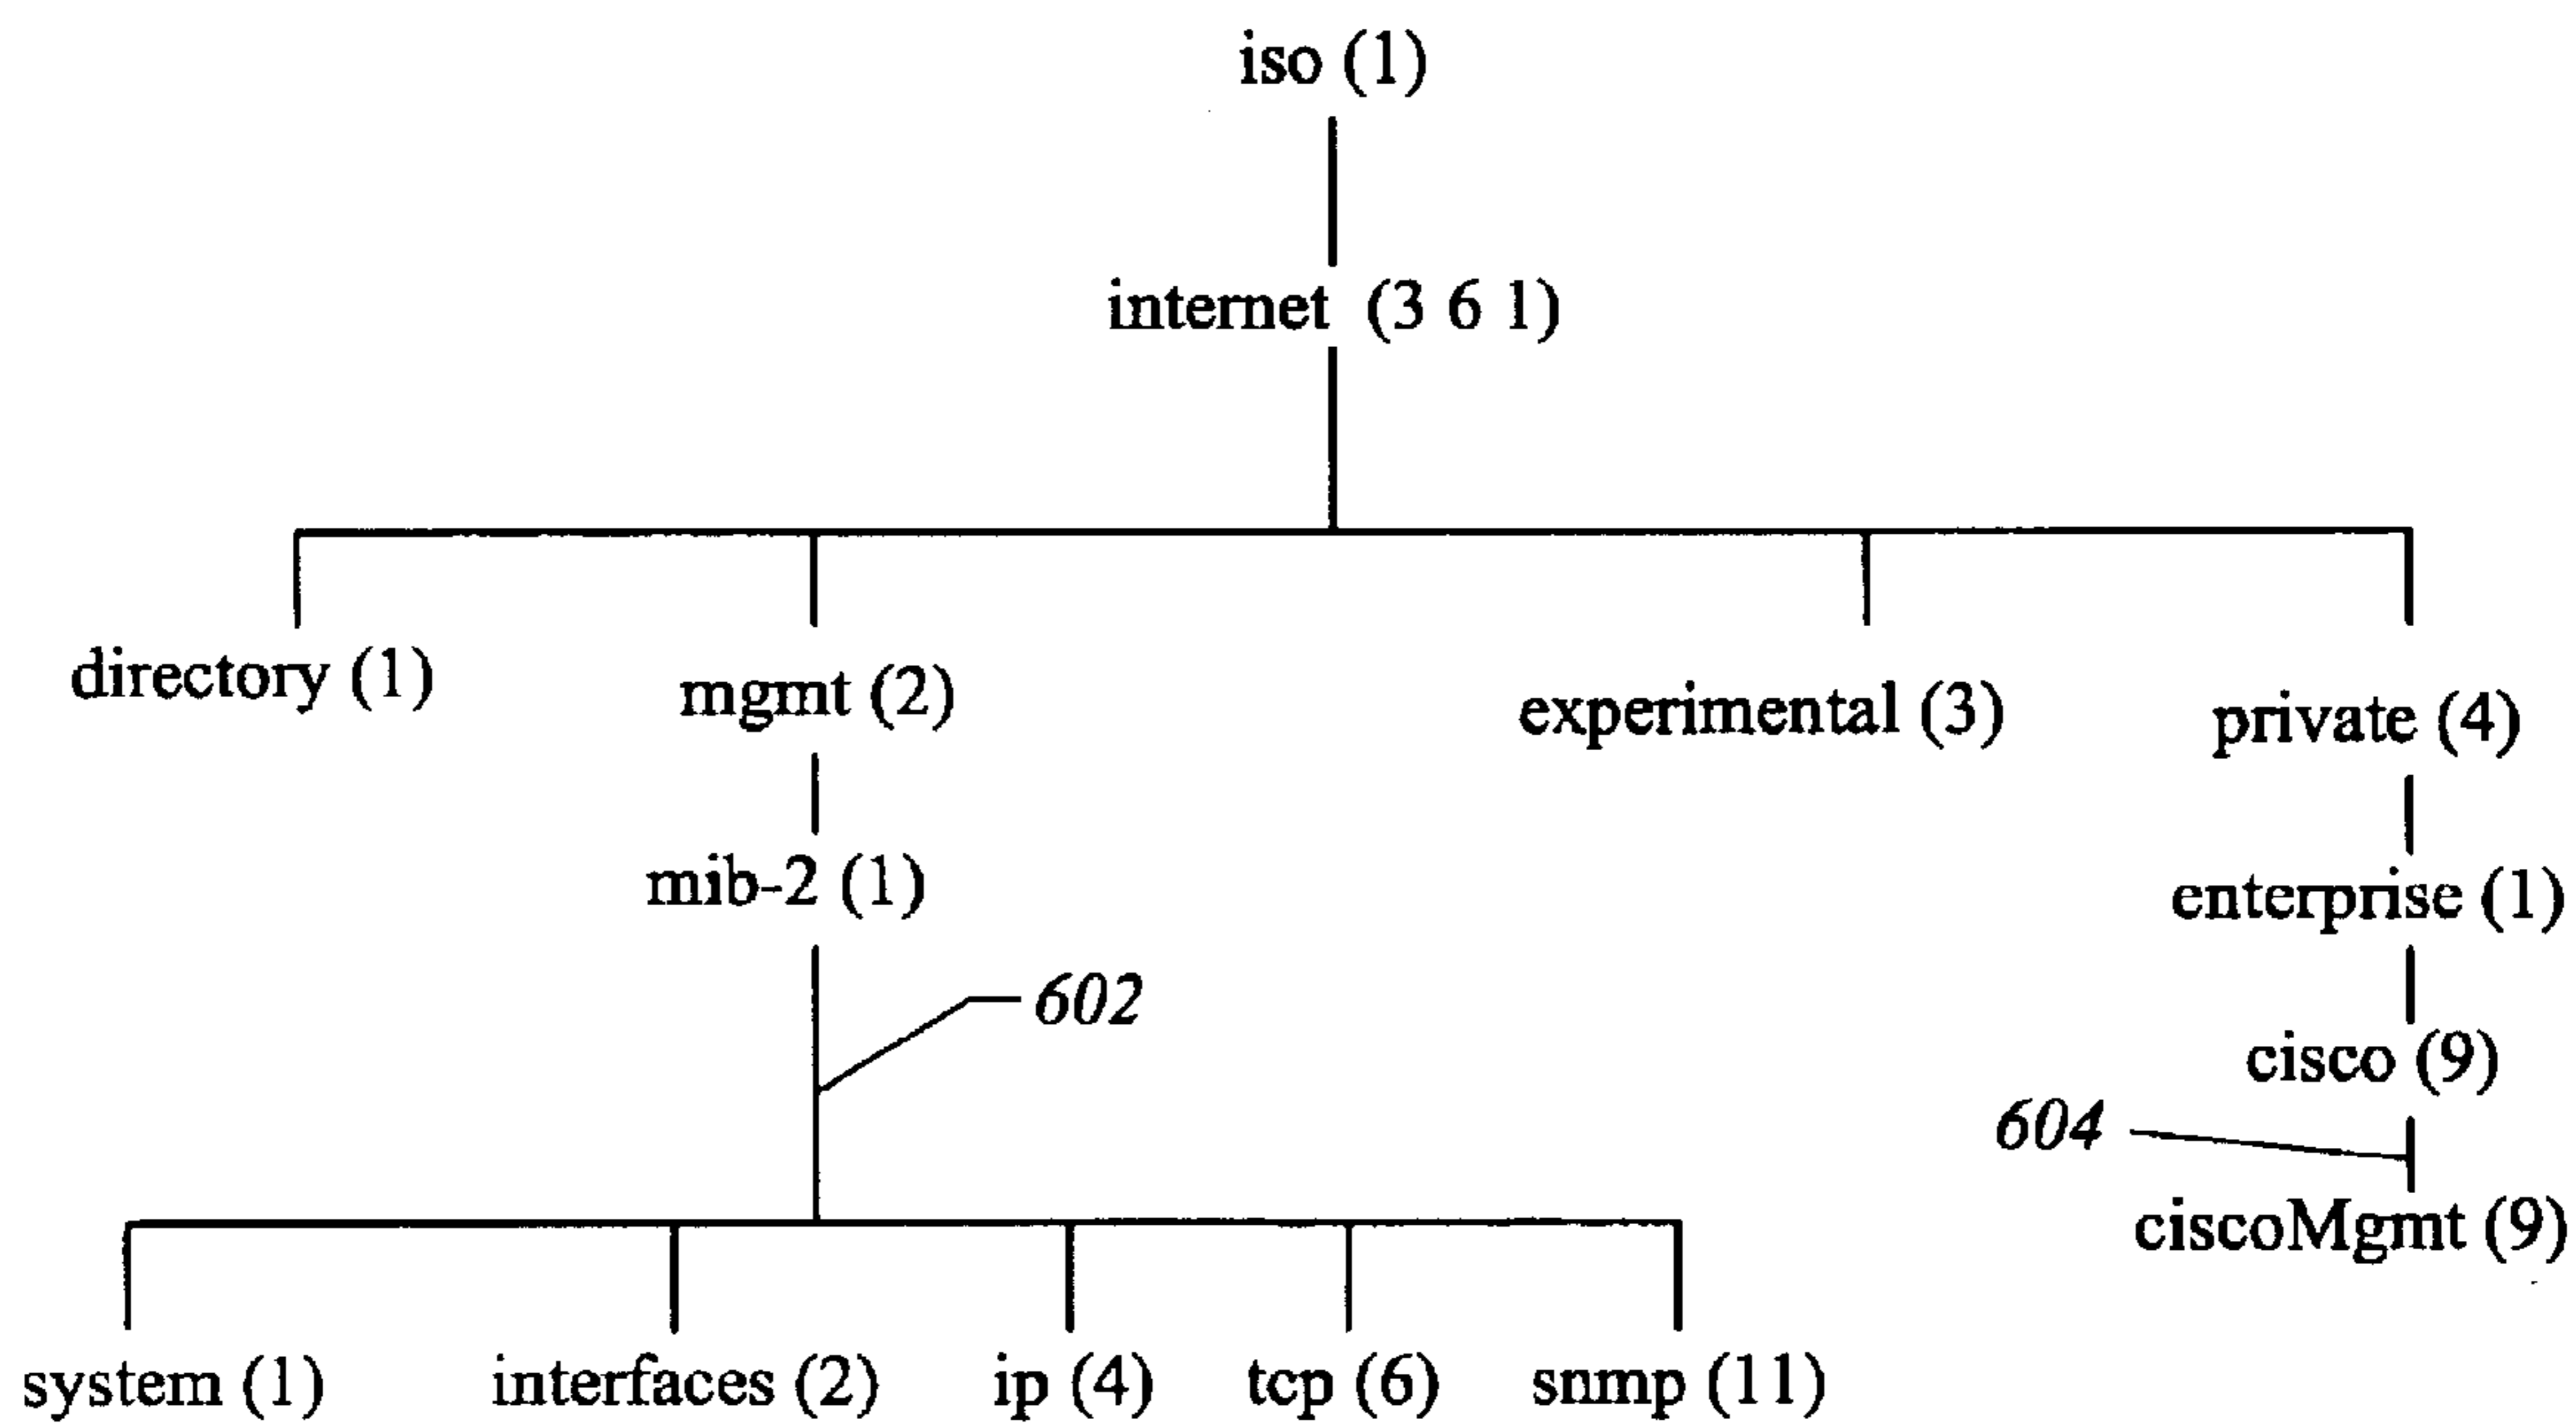 iso (1)
internet (3 6 1)
directory (1)
mgmt (2)
experimental (3)
private (4)
mib-2 (1)
enterprise (1)
602
cisco (9)
604
ciscoMgmt (9)
system (1)
interfaces (2)
ip (4)
tcp (6)
snmp (11)